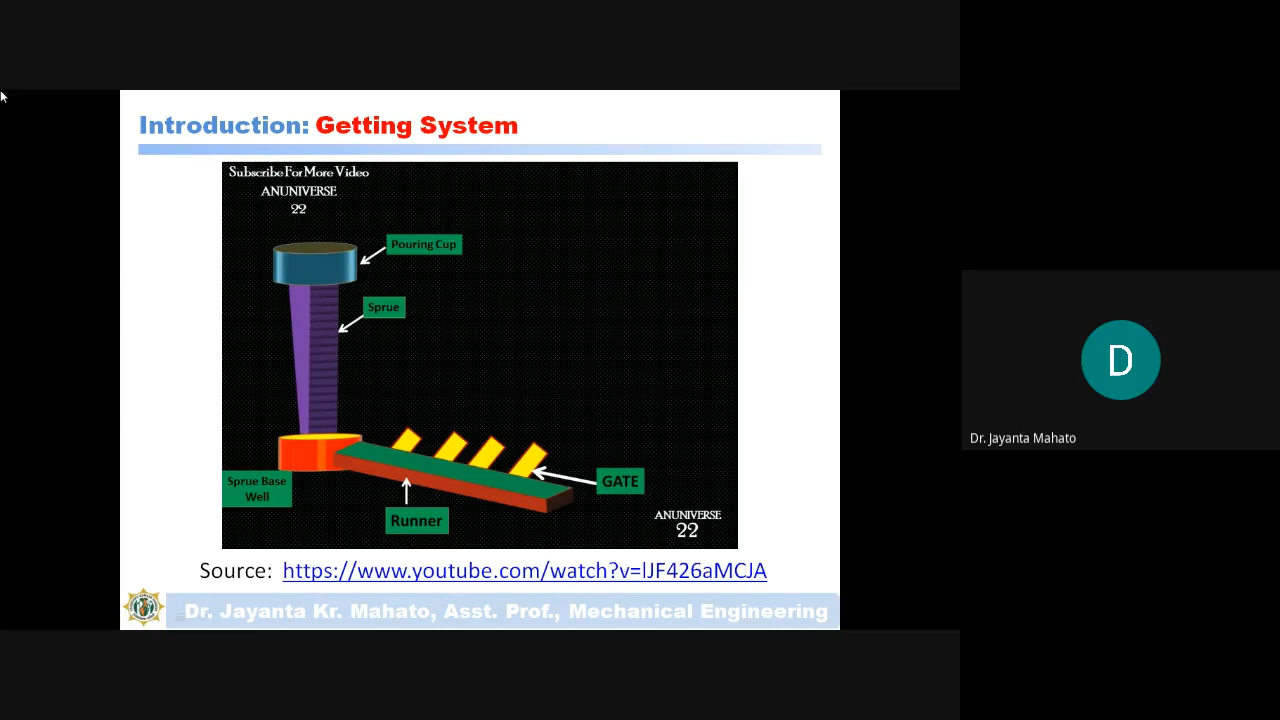 Introduction: Getting System
Subscribe For More Video
ANUNIVERSE
22
Pouring Cup
Sprue
Sprue Base
Well
GATE
Runner
ANUNIVERSE
22
Source: https://www.youtube.com/watch?v=lJF426aMCJA
Dr. Jayanta Kr. Mahato, Asst. Prof., Mechanical Engineering
D
Dr. Jayanta Mahato